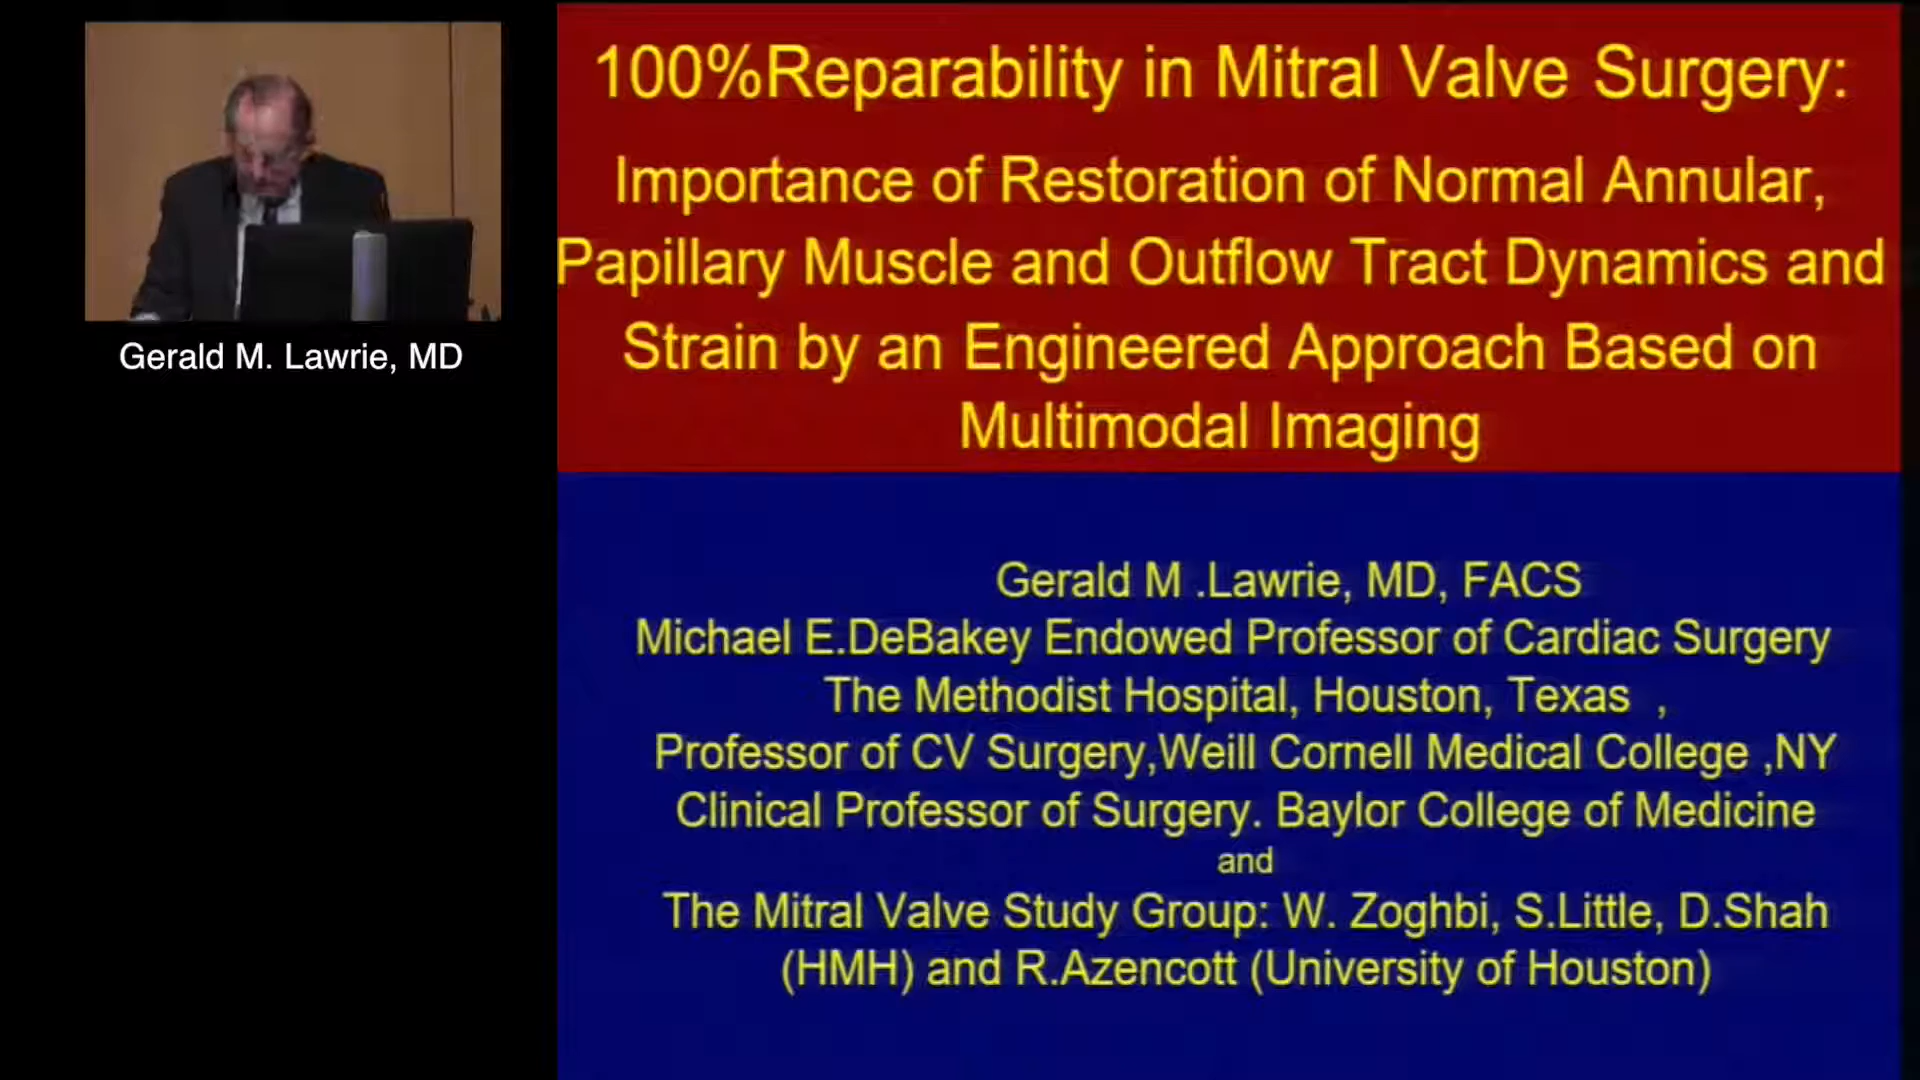 Gerald M. Lawrie, MD
100%Reparability in Mitral Valve Surgery:
Importance of Restoration of Normal Annular,
Papillary Muscle and Outflow Tract Dynamics and
Strain by an Engineered Approach Based on
Multimodal Imaging
Gerald M .Lawrie, MD, FACS
Michael E.DeBakey Endowed Professor of Cardiac Surgery
The Methodist Hospital, Houston, Texas ,
Professor of CV Surgery,Weill Cornell Medical College ,NY
Clinical Professor of Surgery. Baylor College of Medicine
and
The Mitral Valve Study Group: W. Zoghbi, S.Little, D.Shah
(HMH) and R.Azencott (University of Houston)